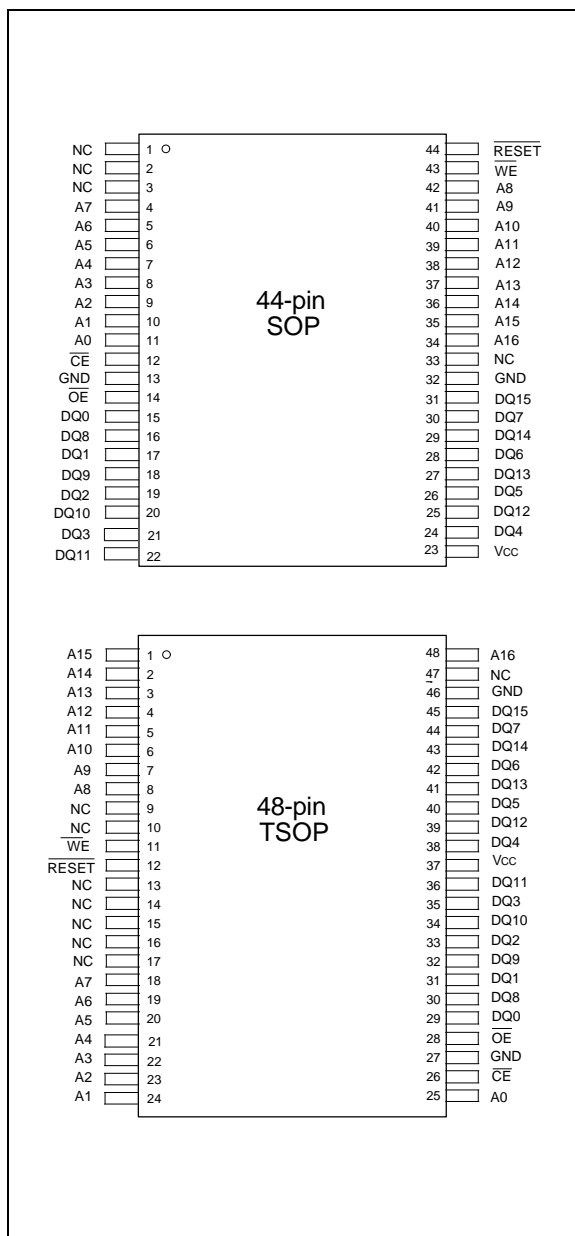 NC 1 44 RESET
NC 2 43 WE
NC 3 42 A8
A7 4 41 A9
A6 5 40 A10
A5 6 39 A11
A4 7 38 A12
A3 8 37 A13
A2 9 36 A14
A1 10 35 A15
A0 11 34 A16
CE 12 33 NC
GND 13 32 GND
OE 14 31 DQ15
DQ0 15 30 DQ7
DQ8 16 29 DQ14
DQ1 17 28 DQ6
DQ9 18 27 DQ13
DQ2 19 26 DQ5
DQ10 20 25 DQ12
DQ3 21 24 DQ4
DQ11 22 23 VCC
44-pin
SOP
A15 1 48 A16
A14 2 47 NC
A13 3 46 GND
A12 4 45 DQ15
A11 5 44 DQ7
A10 6 43 DQ14
A9 7 42 DQ6
A8 8 41 DQ13
NC 9 40 DQ5
NC 10 39 DQ12
WE 11 38 DQ4
RESET 12 37 VCC
NC 13 36 DQ11
NC 14 35 DQ3
NC 15 34 DQ10
NC 16 33 DQ2
NC 17 32 DQ9
A7 18 31 DQ1
A6 19 30 DQ8
A5 20 29 DQ0
A4 21 28 OE
A3 22 27 GND
A2 23 26 CE
A1 24 25 A0
48-pin
TSOP